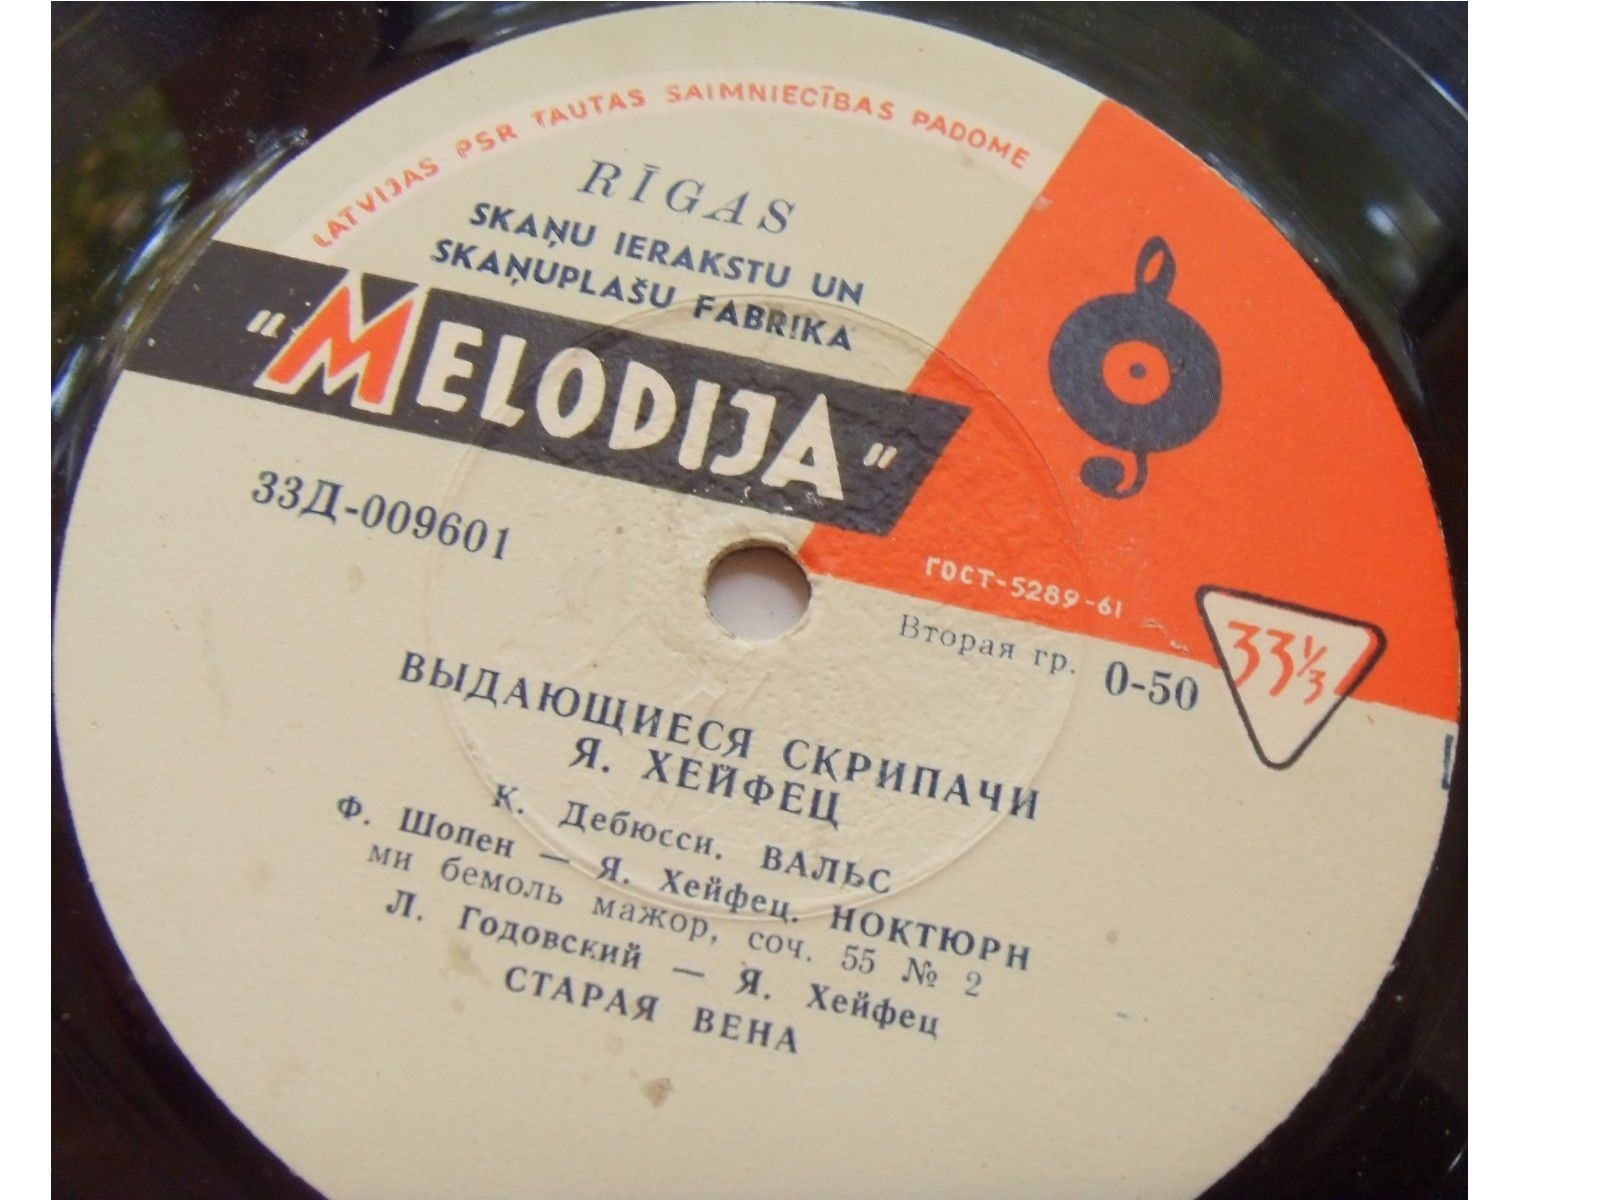 LATVIJAS PSR TAUTAS SAIMNIECĪBAS PADOME
RĪGAS
SKAŅU IERAKSTU UN
SKAŅUPLAŠU FABRIKA
"MELODIJA"
33Д-009601
ГОСТ-5289-61
Вторая гр. 0-50
33⅓
ВЫДАЮЩИЕСЯ СКРИПАЧИ
Я. ХЕЙФЕЦ
К. Дебюсси. ВАЛЬС
Ф. Шопен — Я. Хейфец. НОКТЮРН
ми бемоль мажор, соч. 55 № 2
Л. Годовский — Я. Хейфец
СТАРАЯ ВЕНА